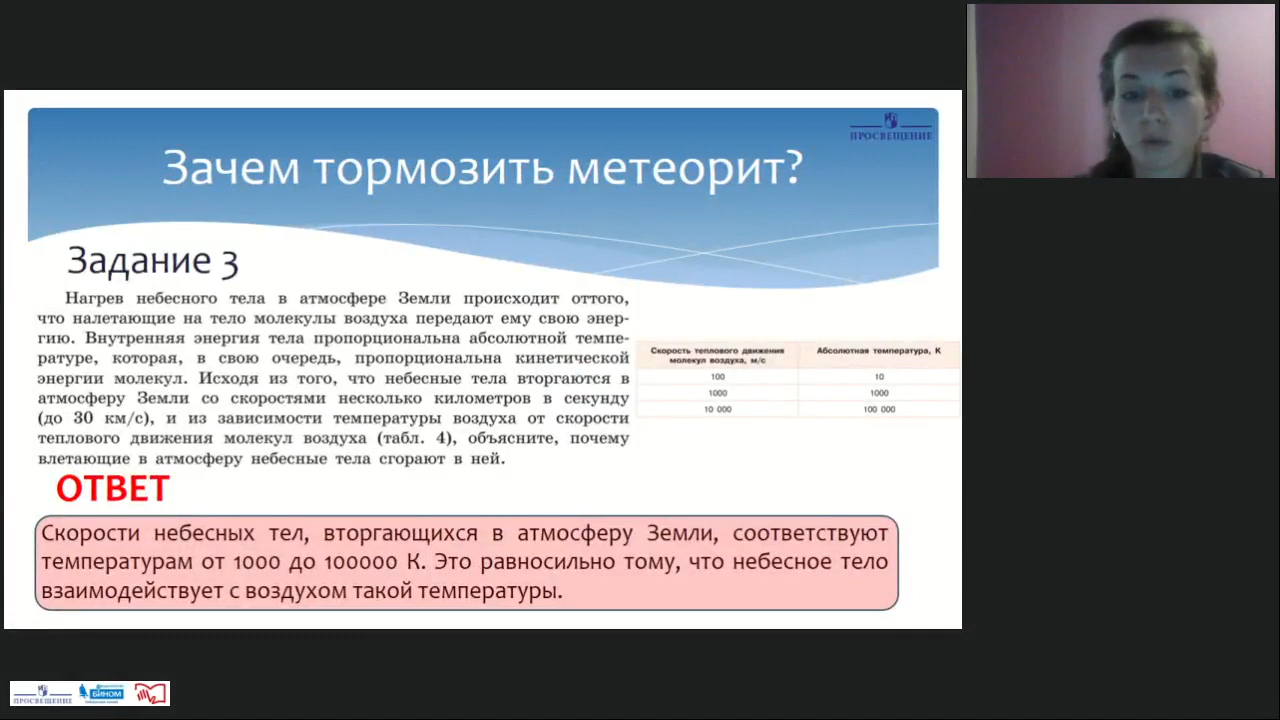 ПРОСВЕЩЕНИЕ
Зачем тормозить метеорит?
Задание 3
Нагрев небесного тела в атмосфере Земли происходит оттого,
что налетающие на тело молекулы воздуха передают ему свою энер-
гию. Внутренняя энергия тела пропорциональна абсолютной темпе-
ратуре, которая, в свою очередь, пропорциональна кинетической
энергии молекул. Исходя из того, что небесные тела вторгаются в
атмосферу Земли со скоростями несколько километров в секунду
(до 30 км/с), и из зависимости температуры воздуха от скорости
теплового движения молекул воздуха (табл. 4), объясните, почему
влетающие в атмосферу небесные тела сгорают в ней.
Скорость теплового движения Абсолютная температура, К
молекул воздуха, м/с
100 10
1000 1000
10 000 100 000
ОТВЕТ
Скорости небесных тел, вторгающихся в атмосферу Земли, соответствуют
температурам от 1000 до 100000 К. Это равносильно тому, что небесное тело
взаимодействует с воздухом такой температуры.
ПРОСВЕЩЕНИЕ
БИНОМ